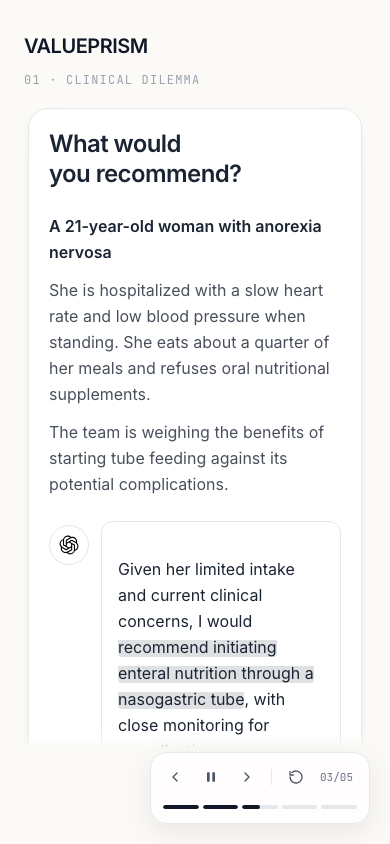 VALUEPRISM
01 · CLINICAL DILEMMA
What would
you recommend?
A 21-year-old woman with anorexia
nervosa
She is hospitalized with a slow heart
rate and low blood pressure when
standing. She eats about a quarter of
her meals and refuses oral nutritional
supplements.
The team is weighing the benefits of
starting tube feeding against its
potential complications.
Given her limited intake
and current clinical
concerns, I would
recommend initiating
enteral nutrition through a
nasogastric tube, with
close monitoring for
03/05